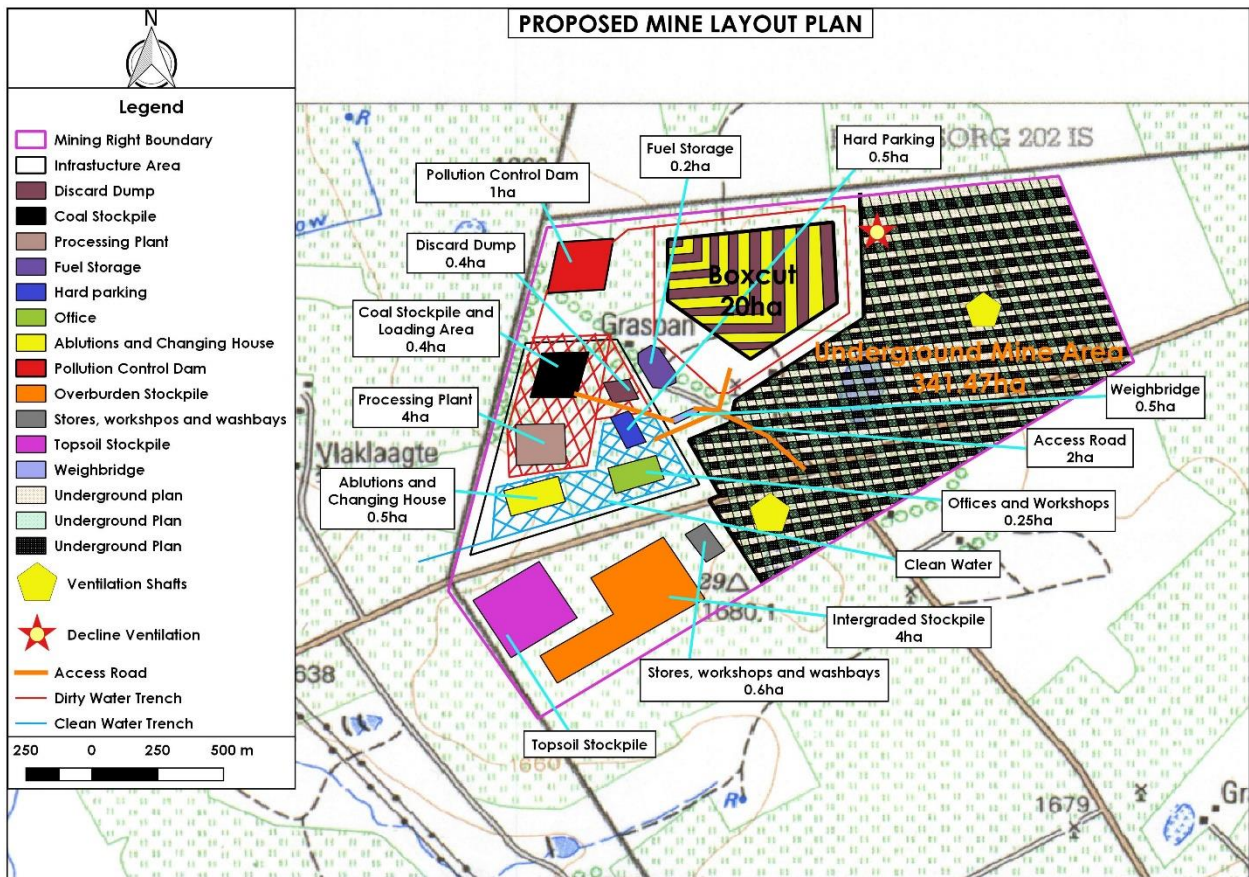 PROPOSED MINE LAYOUT PLAN
N
Legend
Mining Right Boundary
Infrastucture Area
Discard Dump
Coal Stockpile
Processing Plant
Fuel Storage
Hard parking
Office
Ablutions and Changing House
Pollution Control Dam
Overburden Stockpile
Stores, workshpos and washbays
Topsoil Stockpile
Weighbridge
Underground plan
Underground Plan
Underground Plan
Ventilation Shafts
Decline Ventilation
Access Road
Dirty Water Trench
Clean Water Trench
250 0 250 500 m
R
Fuel Storage
0.2ha
Hard Parking
0.5ha
ORG 202 IS
Pollution Control Dam
1ha
Discard Dump
0.4ha
Boxcut
20ha
Coal Stockpile and
Loading Area
0.4ha
Graspan
Underground Mine Area
341.47ha
Processing Plant
4ha
Weighbridge
0.5ha
Vlaklaagte
Access Road
2ha
Ablutions and
Changing House
0.5ha
Offices and Workshops
0.25ha
Clean Water
29
1680,1
Intergraded Stockpile
4ha
Stores, workshops and washbays
0.6ha
638
Topsoil Stockpile
1660
R
1679
Gr